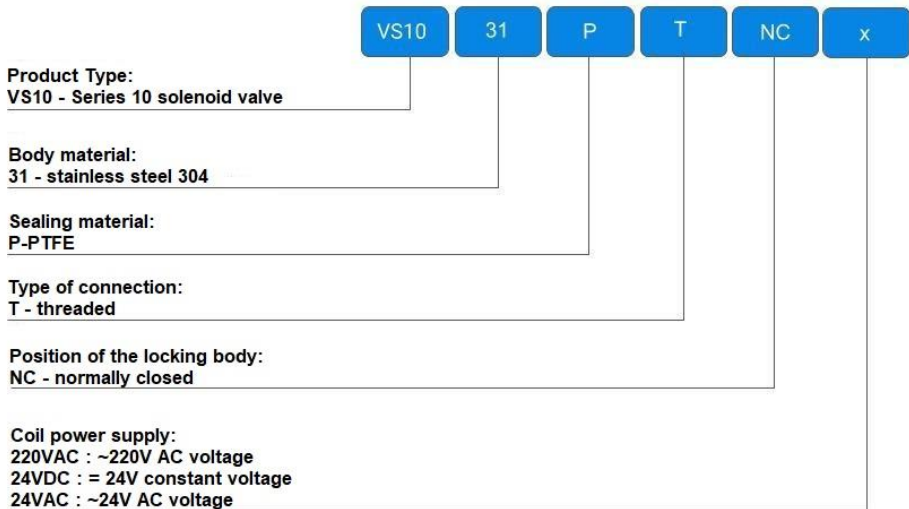 VS10 31 P T NC x
Product Type:
VS10 - Series 10 solenoid valve
Body material:
31 - stainless steel 304
Sealing material:
P-PTFE
Type of connection:
T - threaded
Position of the locking body:
NC - normally closed
Coil power supply:
220VAC : ~220V AC voltage
24VDC : = 24V constant voltage
24VAC : ~24V AC voltage